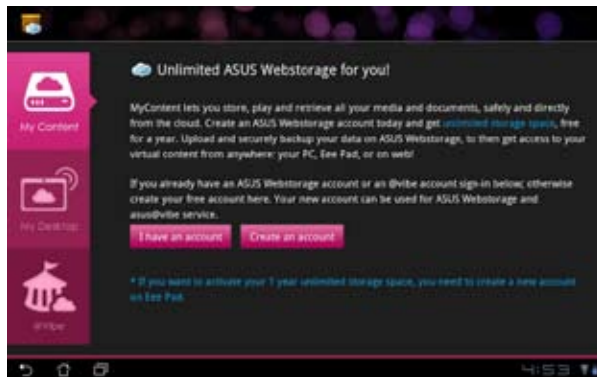 Unlimited ASUS Webstorage for you!
My Content
MyContent lets you store, play and retrieve all your media and documents, safely and directly
from the cloud. Create an ASUS Webstorage account today and get unlimited storage space, free
for a year. Upload and securely backup your data on ASUS Webstorage, to then get access to your
virtual content from anywhere: your PC, Eee Pad, or on web!
My Desktop
If you already have an ASUS Webstorage account or an @vibe account sign-in below; otherwise
create your free account here. Your new account can be used for ASUS Webstorage and
asus@vibe service.
I have an account Create an account
@Vibe
* If you want to activate your 1 year unlimited storage space, you need to create a new account
on Eee Pad.
4:53